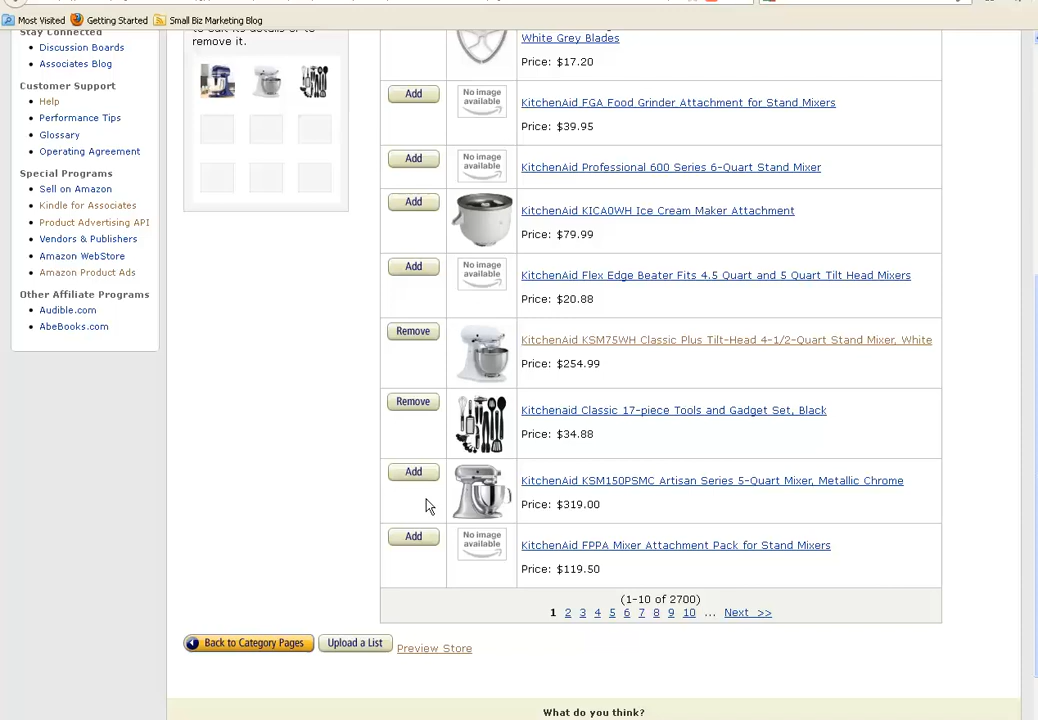 Most Visited Getting Started Small Biz Marketing Blog
Stay Connected
Discussion Boards
Associates Blog
Customer Support
Help
Performance Tips
Glossary
Operating Agreement
Special Programs
Sell on Amazon
Kindle for Associates
Product Advertising API
Vendors & Publishers
Amazon WebStore
Amazon Product Ads
Other Affiliate Programs
Audible.com
AbeBooks.com
to edit its details or to
remove it.
White Grey Blades
Price: $17.20
Add
No image
available
KitchenAid FGA Food Grinder Attachment for Stand Mixers
Price: $39.95
Add
No image
available
KitchenAid Professional 600 Series 6-Quart Stand Mixer
Add
KitchenAid KICA0WH Ice Cream Maker Attachment
Price: $79.99
Add
No image
available
KitchenAid Flex Edge Beater Fits 4.5 Quart and 5 Quart Tilt Head Mixers
Price: $20.88
Remove
KitchenAid KSM75WH Classic Plus Tilt-Head 4-1/2-Quart Stand Mixer, White
Price: $254.99
Remove
Kitchenaid Classic 17-piece Tools and Gadget Set, Black
Price: $34.88
Add
KitchenAid KSM150PSMC Artisan Series 5-Quart Mixer, Metallic Chrome
Price: $319.00
Add
No image
available
KitchenAid FPPA Mixer Attachment Pack for Stand Mixers
Price: $119.50
(1-10 of 2700)
1 2 3 4 5 6 7 8 9 10 ... Next >>
Back to Category Pages Upload a List Preview Store
What do you think?